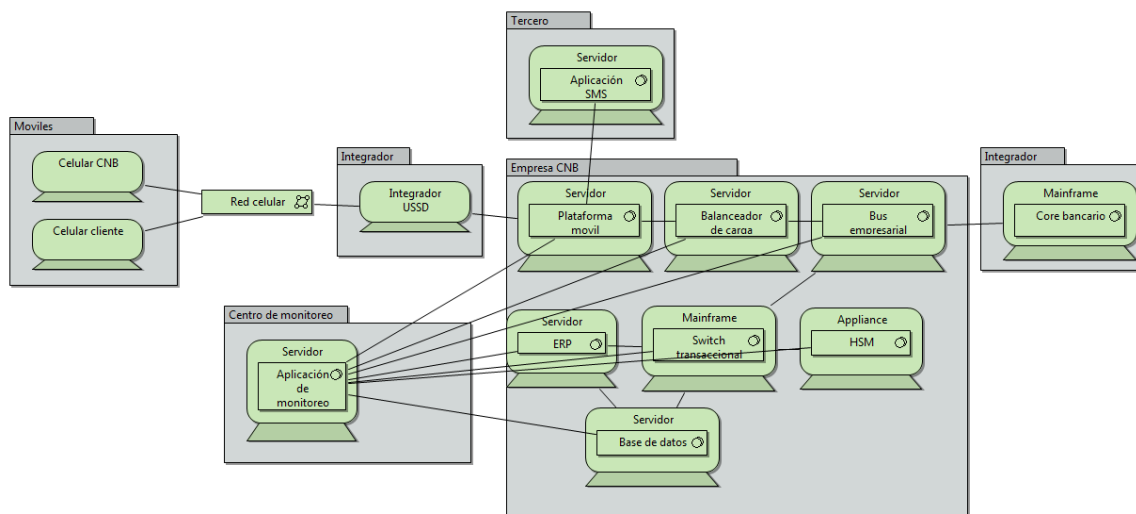 Tercero
Servidor
Aplicación
SMS
Moviles
Celular CNB
Celular cliente
Red celular
Integrador
Integrador
USSD
Empresa CNB
Servidor
Plataforma
movil
Servidor
Balanceador
de carga
Servidor
Bus
empresarial
Integrador
Mainframe
Core bancario
Centro de monitoreo
Servidor
Aplicación
de
monitoreo
Servidor
ERP
Mainframe
Switch
transaccional
Appliance
HSM
Servidor
Base de datos